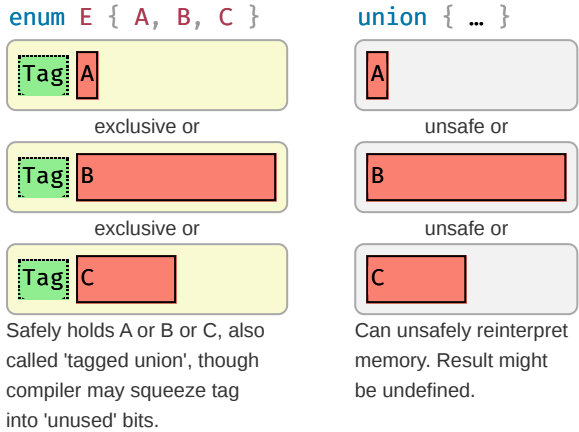 enum E { A, B, C }
Tag A
exclusive or
Tag B
exclusive or
Tag C
Safely holds A or B or C, also
called 'tagged union', though
compiler may squeeze tag
into 'unused' bits.
union { … }
A
unsafe or
B
unsafe or
C
Can unsafely reinterpret
memory. Result might
be undefined.